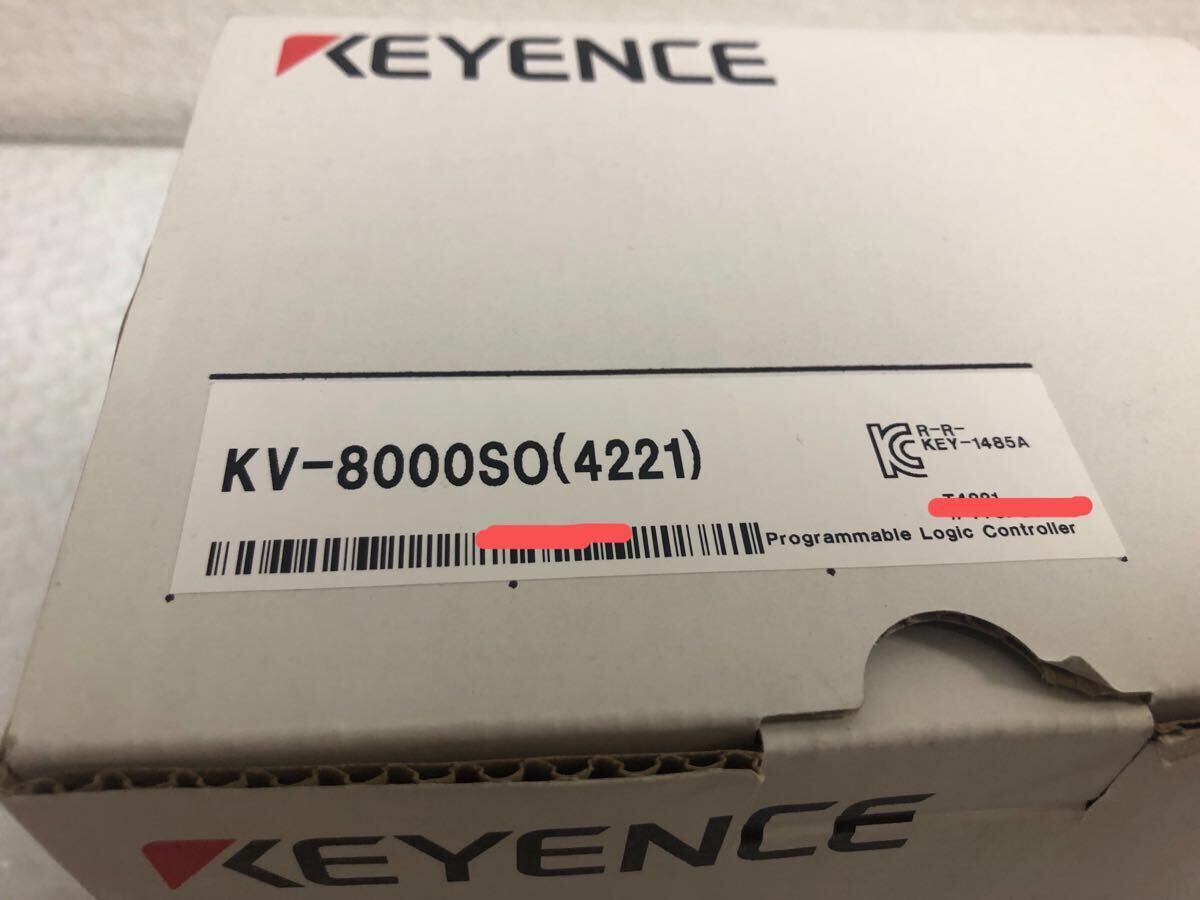 KEYENCE
KV-8000SO(4221)
R-R-
KEY-1485A
Programmable Logic Controller
KEYENCE